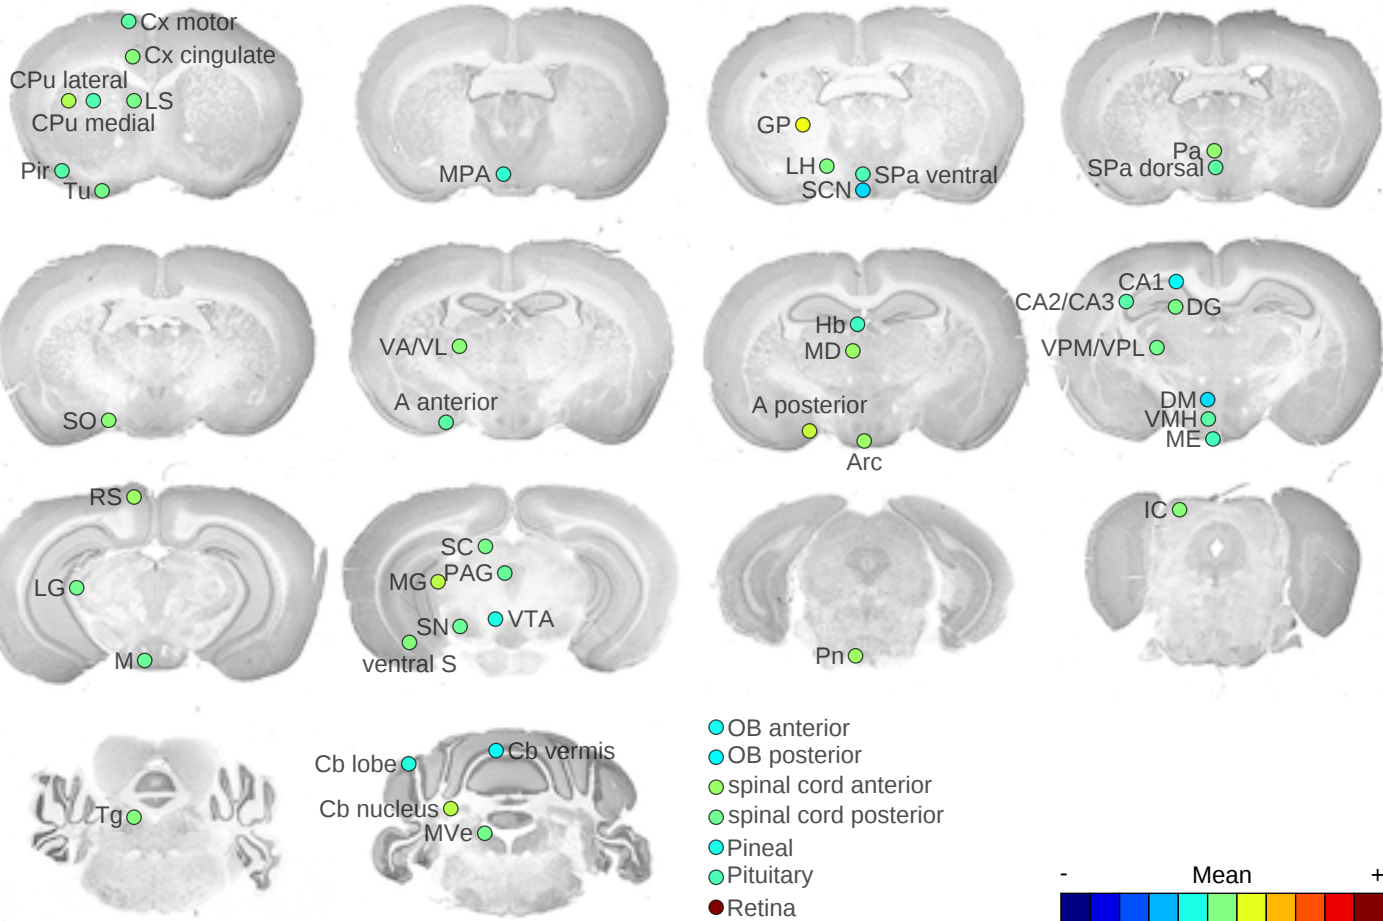 Cx motor
Cx cingulate
CPu lateral
LS
CPu medial
Pir
Tu
MPA
GP
LH
SPa ventral
SCN
Pa
SPa dorsal
SO
VA/VL
A anterior
Hb
MD
A posterior
Arc
CA1
CA2/CA3
DG
VPM/VPL
DM
VMH
ME
RS
LG
M
SC
PAG
MG
VTA
SN
ventral S
Pn
IC
Tg
Cb vermis
Cb lobe
Cb nucleus
MVe
OB anterior
OB posterior
spinal cord anterior
spinal cord posterior
Pineal
Pituitary
Retina
- Mean +